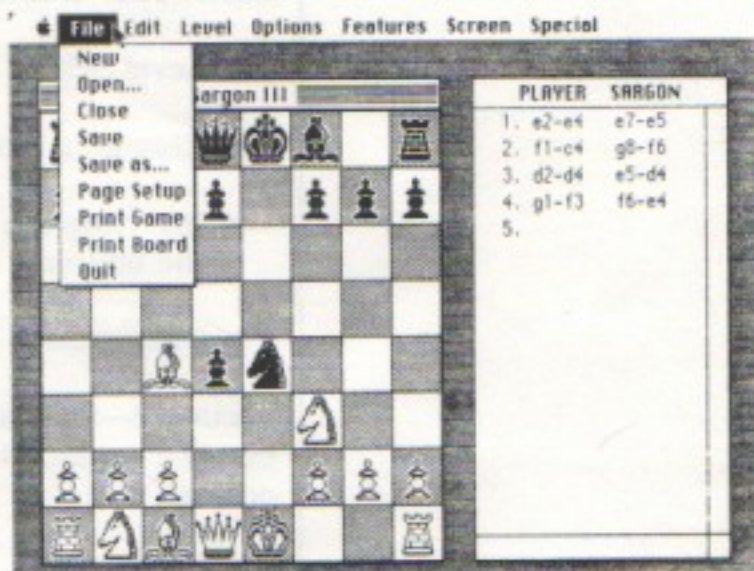 File Edit Level Options Features Screen Special
New
Open...
Close
Save
Save as...
Page Setup
Print Game
Print Board
Quit
Sargon III
PLAYER SARGON
1. e2-e4 e7-e5
2. f1-c4 g8-f6
3. d2-d4 e5-d4
4. g1-f3 f6-e4
5.